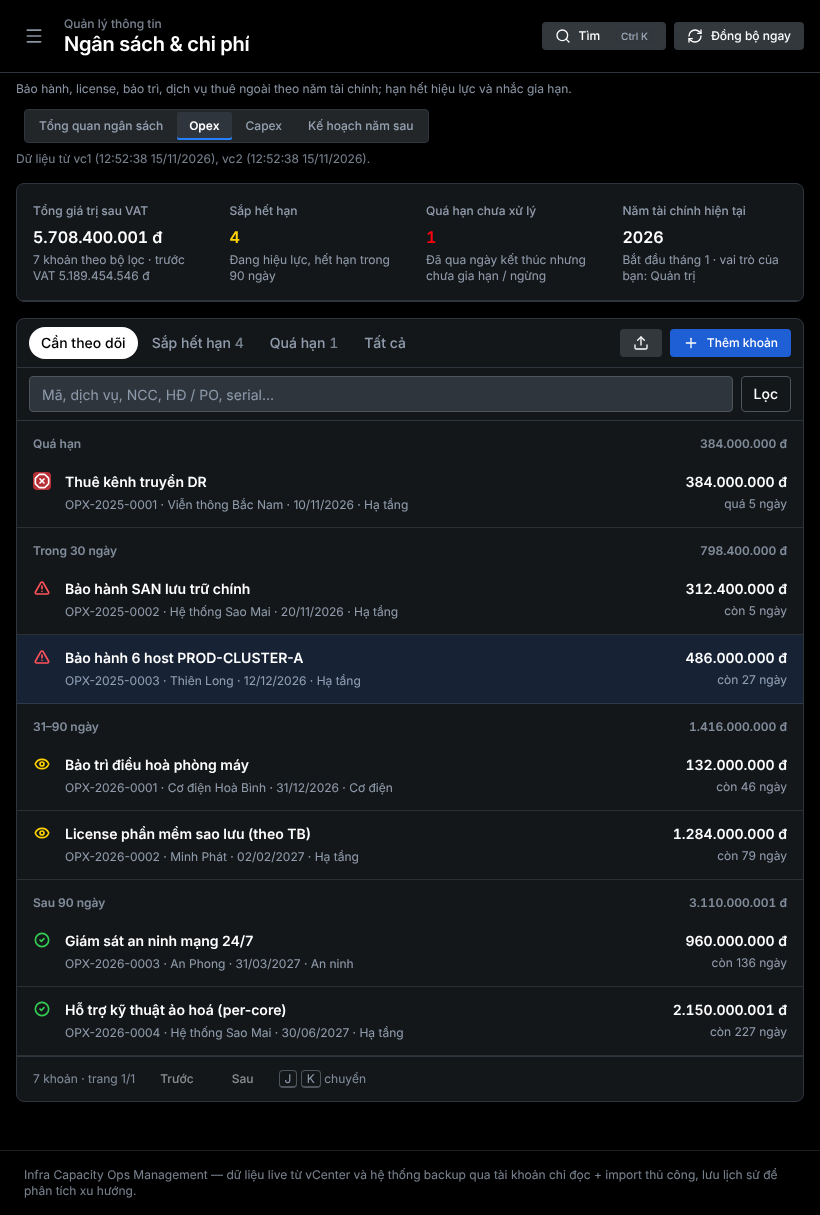 Quản lý thông tin
Ngân sách & chi phí
Tìm Ctrl K
Đồng bộ ngay
Bảo hành, license, bảo trì, dịch vụ thuê ngoài theo năm tài chính; hạn hết hiệu lực và nhắc gia hạn.
Tổng quan ngân sách Opex Capex Kế hoạch năm sau
Dữ liệu từ vc1 (12:52:38 15/11/2026), vc2 (12:52:38 15/11/2026).
Tổng giá trị sau VAT
5.708.400.001 đ
7 khoản theo bộ lọc · trước
VAT 5.189.454.546 đ
Sắp hết hạn
4
Đang hiệu lực, hết hạn trong
90 ngày
Quá hạn chưa xử lý
1
Đã qua ngày kết thúc nhưng
chưa gia hạn / ngừng
Năm tài chính hiện tại
2026
Bắt đầu tháng 1 · vai trò của
bạn: Quản trị
Cần theo dõi Sắp hết hạn 4 Quá hạn 1 Tất cả
Thêm khoản
Mã, dịch vụ, NCC, HĐ / PO, serial...
Lọc
Quá hạn 384.000.000 đ
Thuê kênh truyền DR 384.000.000 đ
OPX-2025-0001 · Viễn thông Bắc Nam · 10/11/2026 · Hạ tầng quá 5 ngày
Trong 30 ngày 798.400.000 đ
Bảo hành SAN lưu trữ chính 312.400.000 đ
OPX-2025-0002 · Hệ thống Sao Mai · 20/11/2026 · Hạ tầng còn 5 ngày
Bảo hành 6 host PROD-CLUSTER-A 486.000.000 đ
OPX-2025-0003 · Thiên Long · 12/12/2026 · Hạ tầng còn 27 ngày
31–90 ngày 1.416.000.000 đ
Bảo trì điều hoà phòng máy 132.000.000 đ
OPX-2026-0001 · Cơ điện Hoà Bình · 31/12/2026 · Cơ điện còn 46 ngày
License phần mềm sao lưu (theo TB) 1.284.000.000 đ
OPX-2026-0002 · Minh Phát · 02/02/2027 · Hạ tầng còn 79 ngày
Sau 90 ngày 3.110.000.001 đ
Giám sát an ninh mạng 24/7 960.000.000 đ
OPX-2026-0003 · An Phong · 31/03/2027 · An ninh còn 136 ngày
Hỗ trợ kỹ thuật ảo hoá (per-core) 2.150.000.001 đ
OPX-2026-0004 · Hệ thống Sao Mai · 30/06/2027 · Hạ tầng còn 227 ngày
7 khoản · trang 1/1 Trước Sau J K chuyển
Infra Capacity Ops Management — dữ liệu live từ vCenter và hệ thống backup qua tài khoản chỉ đọc + import thủ công, lưu lịch sử để
phân tích xu hướng.